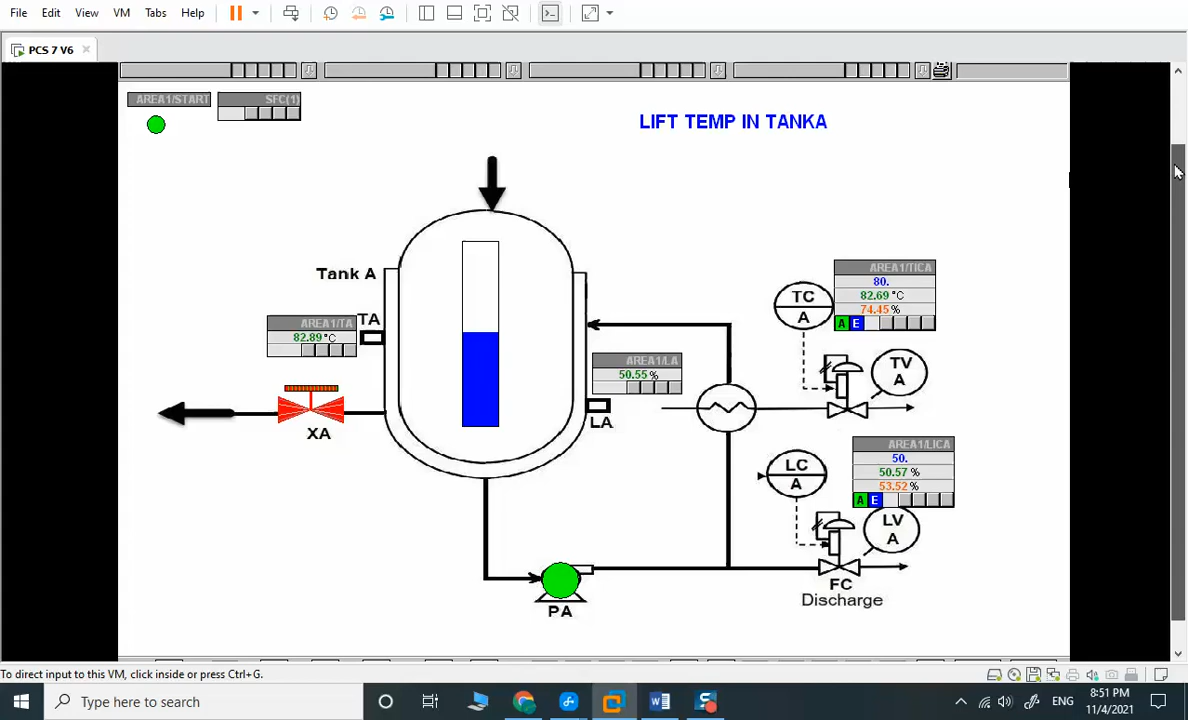 File Edit View VM Tabs Help
PCS 7 V6
AREA1/START
SFC(1)
LIFT TEMP IN TANKA
Tank A
AREA1/TICA
80.
82.69 °C
74.45 %
A E
TC
A
AREA1/TA
82.89 °C
TA
AREA1/LA
50.55 %
LA
TV
A
XA
AREA1/LICA
50.
50.57 %
53.52 %
A E
LC
A
LV
A
FC
Discharge
PA
To direct input to this VM, click inside or press Ctrl+G.
Type here to search
ENG
8:51 PM
11/4/2021